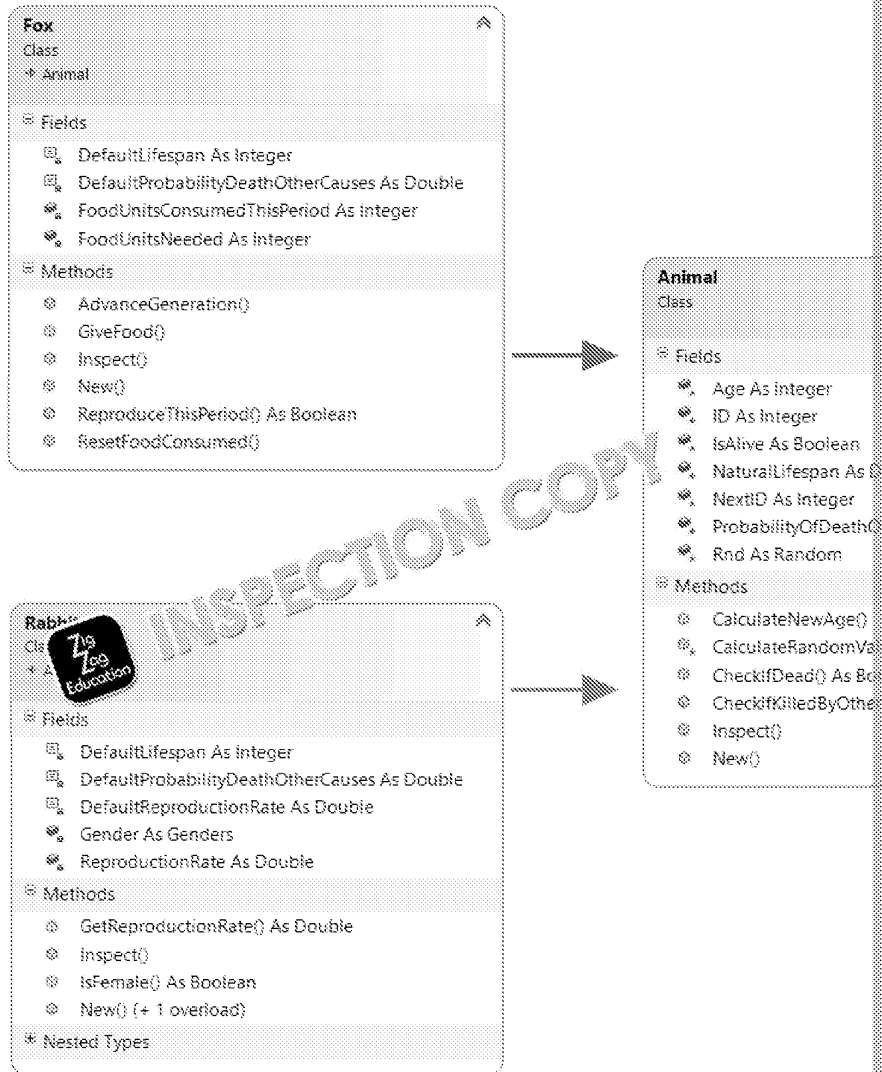 Fox
Class
Animal
Fields
DefaultLifespan As Integer
DefaultProbabilityDeathOtherCauses As Double
FoodUnitsConsumedThisPeriod As Integer
FoodUnitsNeeded As Integer
Methods
AdvanceGeneration()
GiveFood()
Inspect()
New()
ReproduceThisPeriod() As Boolean
ResetFoodConsumed()
Animal
Class
Fields
Age As Integer
ID As Integer
IsAlive As Boolean
NaturalLifespan As
NextID As Integer
Rnd As Random
Methods
CalculateNewAge()
CheckIfDead() As
Inspect()
New()
INSPECTION COPY
Zig
Zag
Education
Fields
DefaultLifespan As Integer
DefaultProbabilityDeathOtherCauses As Double
DefaultReproductionRate As Double
Gender As Genders
ReproductionRate As Double
Methods
GetReproductionRate() As Double
Inspect()
IsFemale() As Boolean
New() (+ 1 overload)
Nested Types